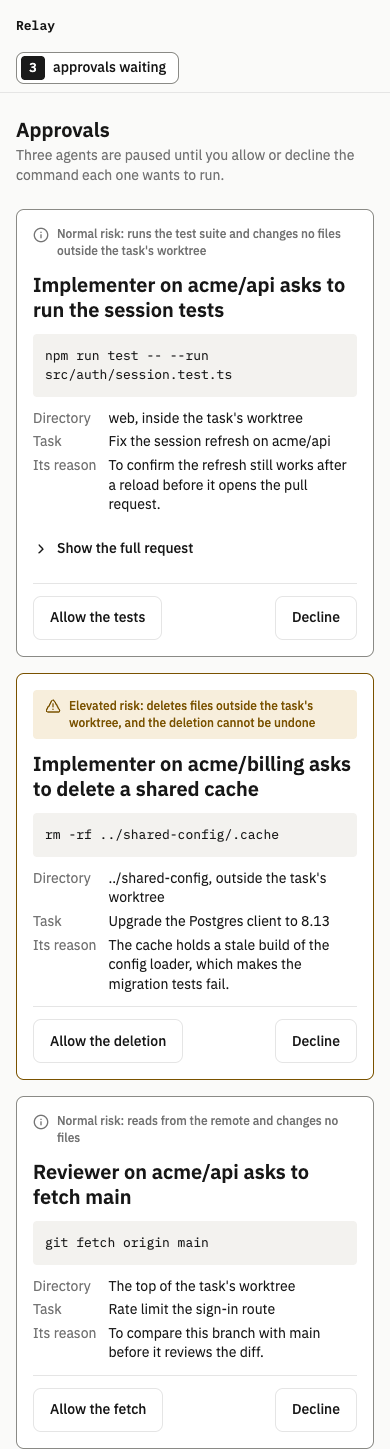 Relay
3 approvals waiting
Approvals
Three agents are paused until you allow or decline the
command each one wants to run.
Normal risk: runs the test suite and changes no files
outside the task's worktree
Implementer on acme/api asks to
run the session tests
npm run test -- --run
src/auth/session.test.ts
Directory web, inside the task's worktree
Task Fix the session refresh on acme/api
Its reason To confirm the refresh still works after
a reload before it opens the pull
request.
Show the full request
Allow the tests Decline
Elevated risk: deletes files outside the task's
worktree, and the deletion cannot be undone
Implementer on acme/billing asks
to delete a shared cache
rm -rf ../shared-config/.cache
Directory ../shared-config, outside the task's
worktree
Task Upgrade the Postgres client to 8.13
Its reason The cache holds a stale build of the
config loader, which makes the
migration tests fail.
Allow the deletion Decline
Normal risk: reads from the remote and changes no
files
Reviewer on acme/api asks to
fetch main
git fetch origin main
Directory The top of the task's worktree
Task Rate limit the sign-in route
Its reason To compare this branch with main
before it reviews the diff.
Allow the fetch Decline